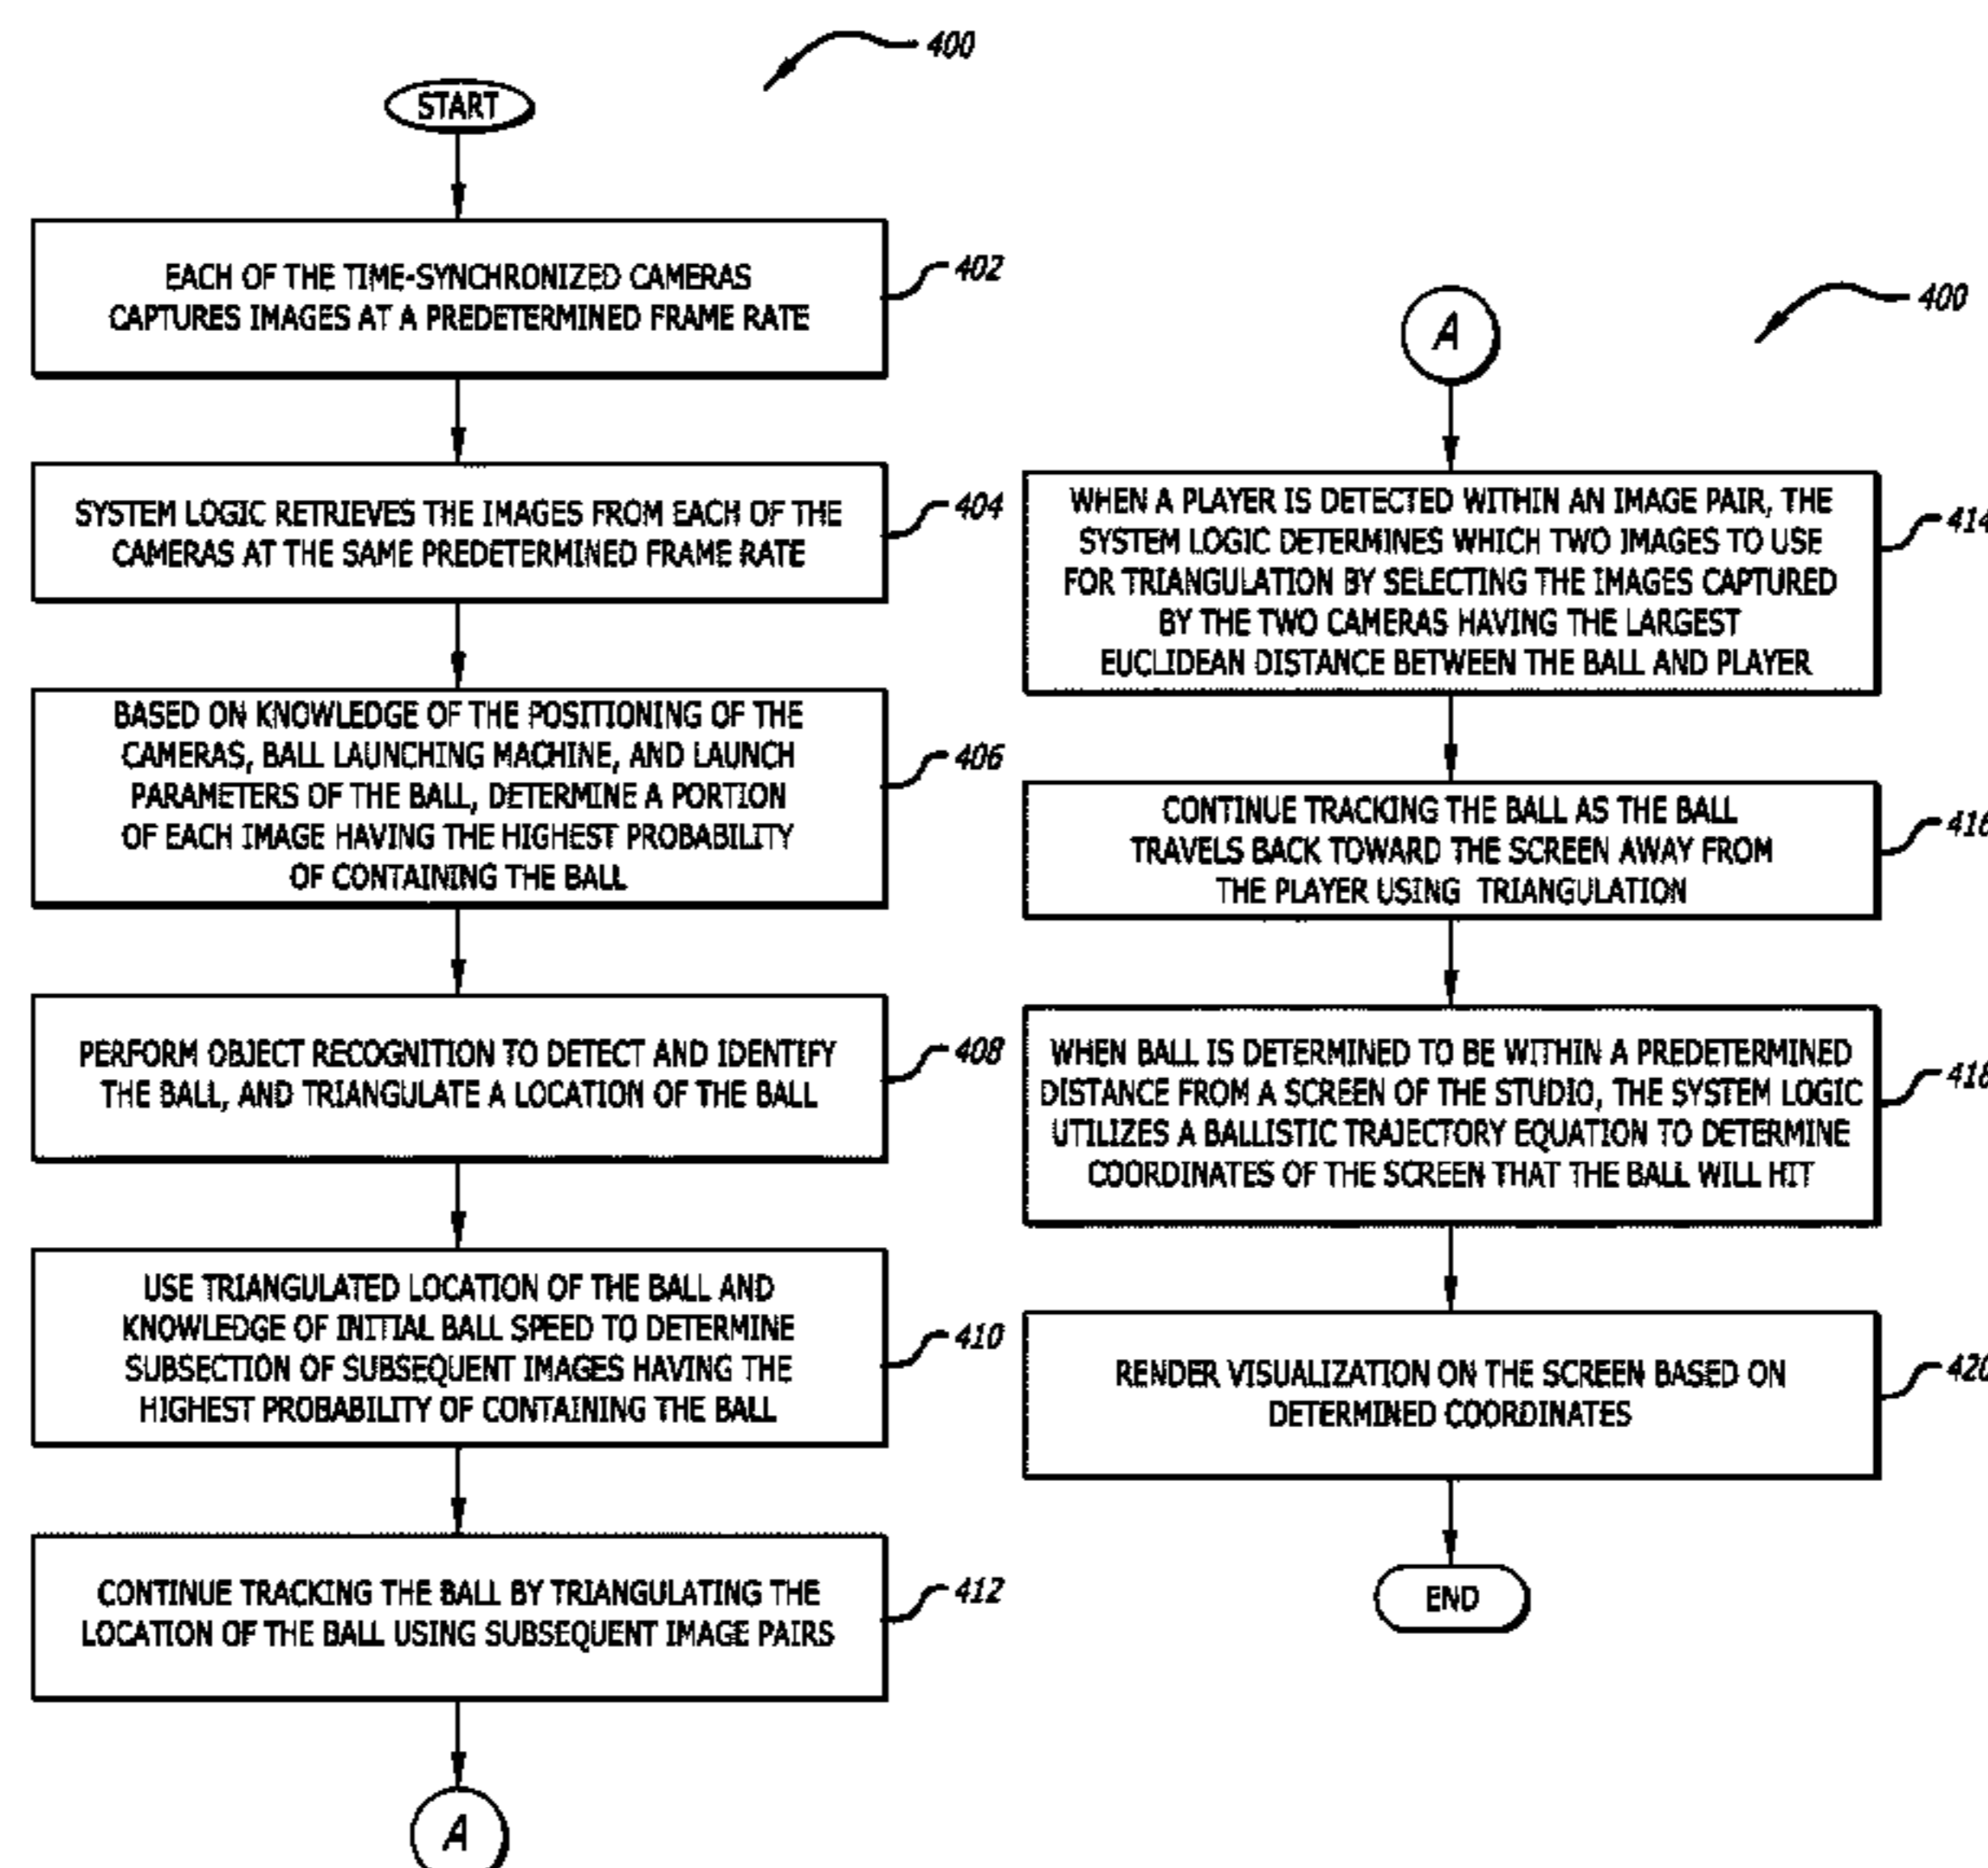 400
START
EACH OF THE TIME-SYNCHRONIZED CAMERAS
CAPTURES IMAGES AT A PREDETERMINED FRAME RATE
402
SYSTEM LOGIC RETRIEVES THE IMAGES FROM EACH OF THE
CAMERAS AT THE SAME PREDETERMINED FRAME RATE
404
BASED ON KNOWLEDGE OF THE POSITIONING OF THE
CAMERAS, BALL LAUNCHING MACHINE, AND LAUNCH
PARAMETERS OF THE BALL, DETERMINE A PORTION
OF EACH IMAGE HAVING THE HIGHEST PROBABILITY
OF CONTAINING THE BALL
406
PERFORM OBJECT RECOGNITION TO DETECT AND IDENTIFY
THE BALL, AND TRIANGULATE A LOCATION OF THE BALL
408
USE TRIANGULATED LOCATION OF THE BALL AND
KNOWLEDGE OF INITIAL BALL SPEED TO DETERMINE
SUBSECTION OF SUBSEQUENT IMAGES HAVING THE
HIGHEST PROBABILITY OF CONTAINING THE BALL
410
CONTINUE TRACKING THE BALL BY TRIANGULATING THE
LOCATION OF THE BALL USING SUBSEQUENT IMAGE PAIRS
412
A
400
A
WHEN A PLAYER IS DETECTED WITHIN AN IMAGE PAIR, THE
SYSTEM LOGIC DETERMINES WHICH TWO IMAGES TO USE
FOR TRIANGULATION BY SELECTING THE IMAGES CAPTURED
BY THE TWO CAMERAS HAVING THE LARGEST
EUCLIDEAN DISTANCE BETWEEN THE BALL AND PLAYER
414
CONTINUE TRACKING THE BALL AS THE BALL
TRAVELS BACK TOWARD THE SCREEN AWAY FROM
THE PLAYER USING TRIANGULATION
416
WHEN BALL IS DETERMINED TO BE WITHIN A PREDETERMINED
DISTANCE FROM A SCREEN OF THE STUDIO, THE SYSTEM LOGIC
UTILIZES A BALLISTIC TRAJECTORY EQUATION TO DETERMINE
COORDINATES OF THE SCREEN THAT THE BALL WILL HIT
418
RENDER VISUALIZATION ON THE SCREEN BASED ON
DETERMINED COORDINATES
420
END